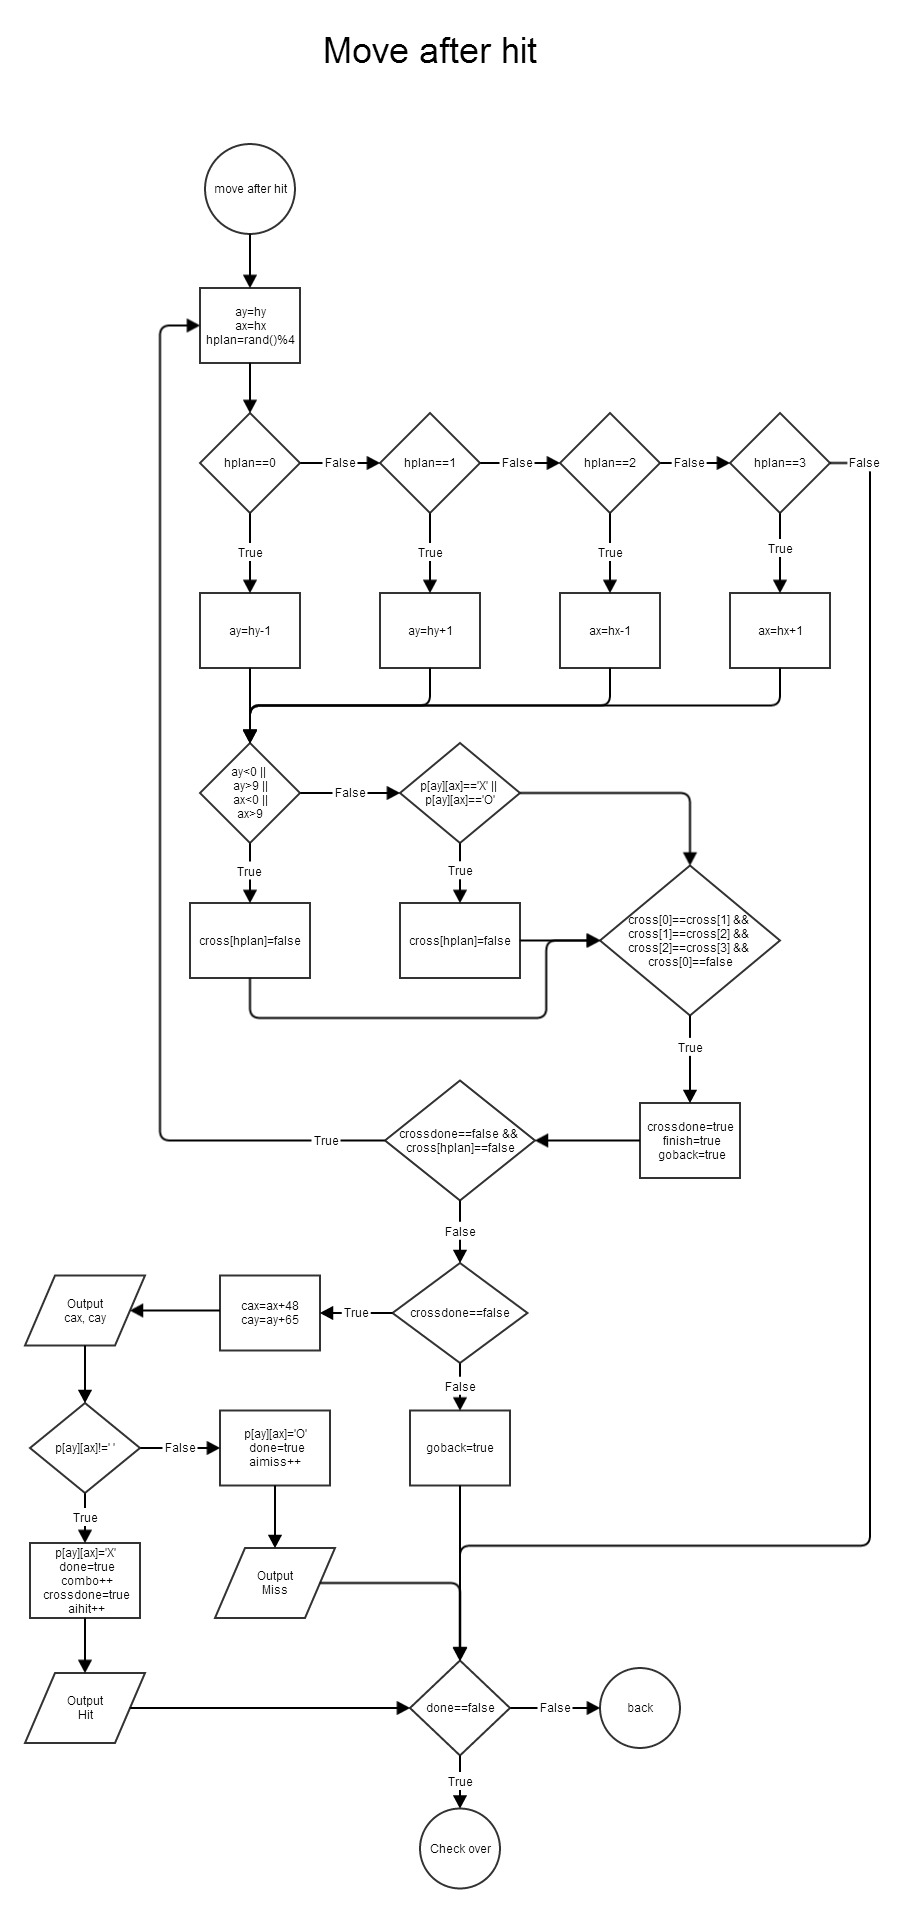 Move after hit
move after hit
ay=hy
ax=hx
hplan=rand()%4
hplan==0
False
hplan==1
False
hplan==2
False
hplan==3
False
True
True
True
True
ay=hy-1
ay=hy+1
ax=hx-1
ax=hx+1
ay<0 ||
ay>9 ||
ax<0 ||
ax>9
False
p[ay][ax]=='X' ||
p[ay][ax]=='O'
True
True
cross[hplan]=false
cross[hplan]=false
cross[0]==cross[1] &&
cross[1]==cross[2] &&
cross[2]==cross[3] &&
cross[0]==false
True
crossdone=true
finish=true
goback=true
crossdone==false &&
cross[hplan]==false
True
False
crossdone==false
True
cax=ax+48
cay=ay+65
Output
cax, cay
False
goback=true
p[ay][ax]!=' '
False
p[ay][ax]='O'
done=true
aimiss++
True
p[ay][ax]='X'
done=true
combo++
crossdone=true
aihit++
Output
Miss
Output
Hit
done==false
False
back
True
Check over